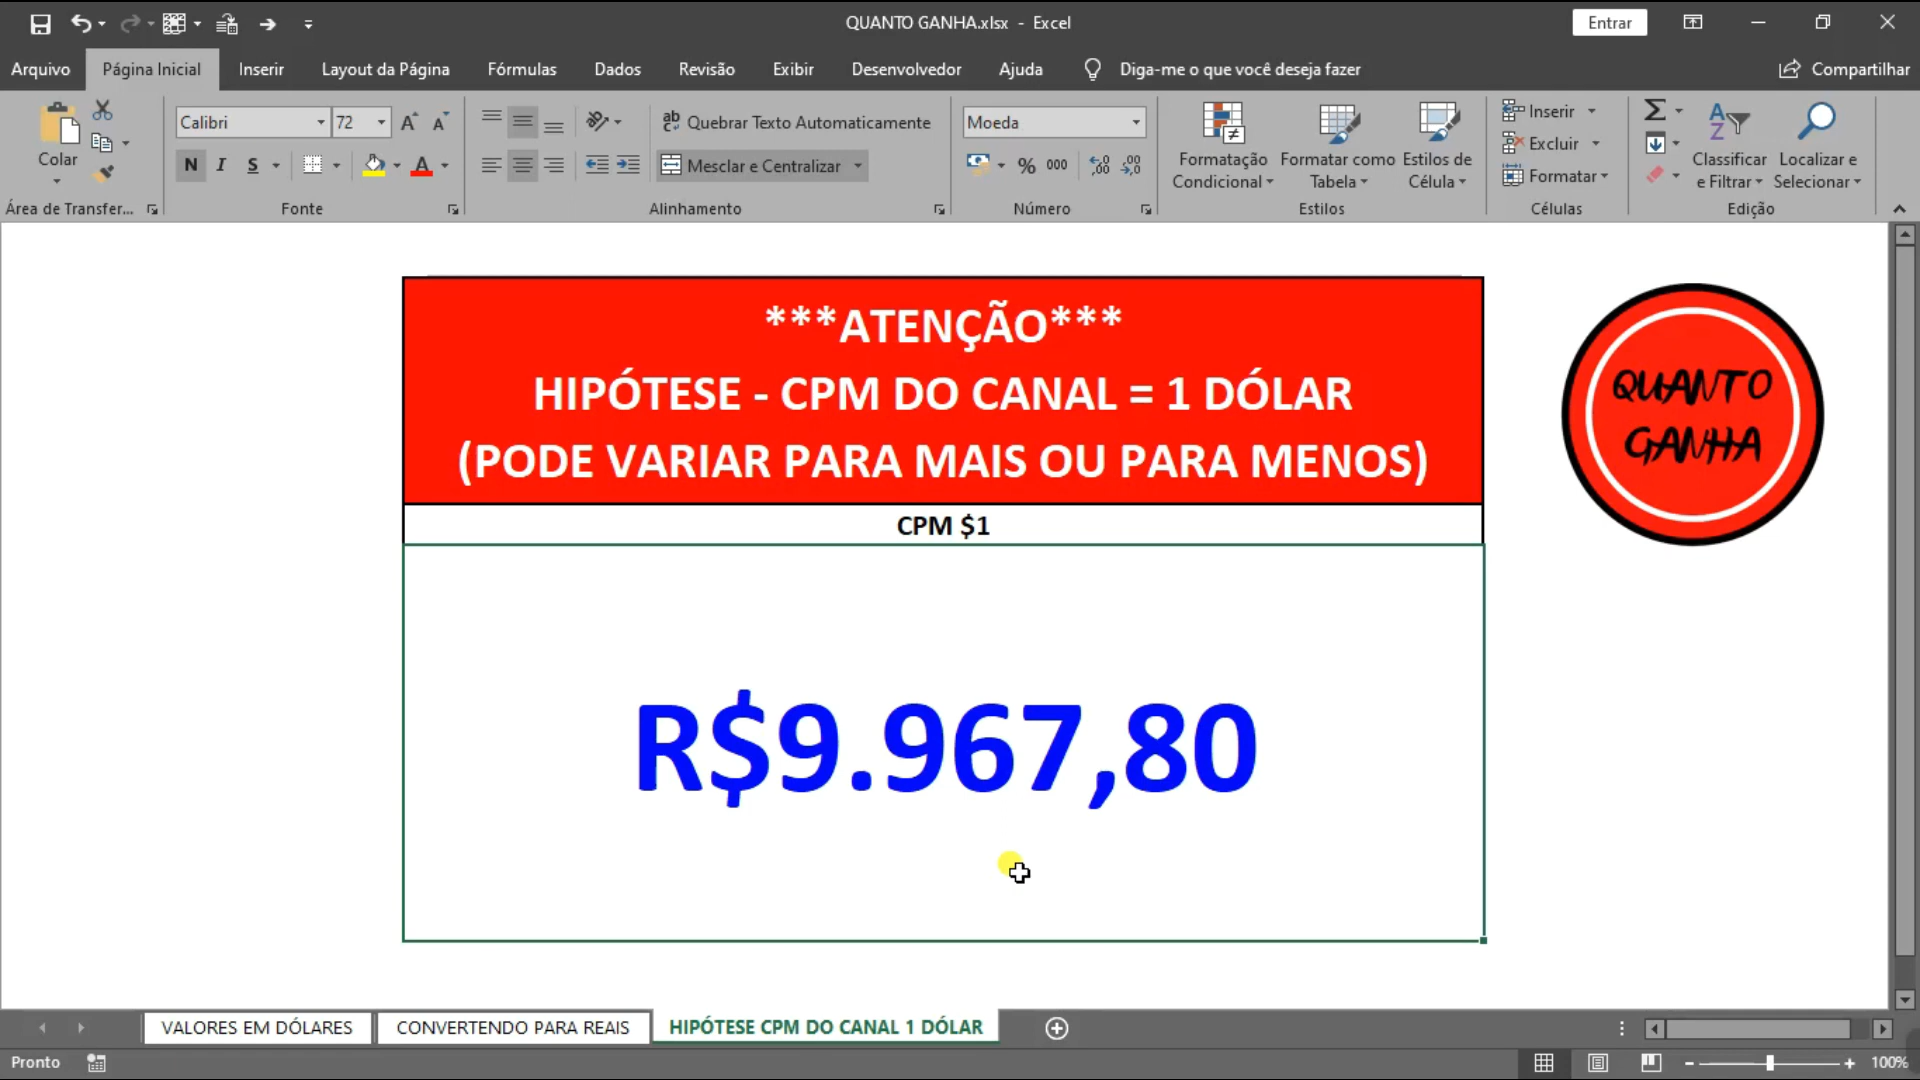 QUANTO GANHA.xlsx - Excel
Entrar
Arquivo
Página Inicial
Inserir
Layout da Página
Fórmulas
Dados
Revisão
Exibir
Desenvolvedor
Ajuda
Diga-me o que você deseja fazer
Compartilhar
Colar
Calibri
72
N I S
Quebrar Texto Automaticamente
Mesclar e Centralizar
Moeda
% 000
Formatação
Condicional
Formatar como
Tabela
Estilos de
Célula
Inserir
Excluir
Formatar
Classificar
e Filtrar
Localizar e
Selecionar
Área de Transfer...
Fonte
Alinhamento
Número
Estilos
Células
Edição
***ATENÇÃO***
HIPÓTESE - CPM DO CANAL = 1 DÓLAR
(PODE VARIAR PARA MAIS OU PARA MENOS)
CPM $1
R$9.967,80
QUANTO
GANHA
VALORES EM DÓLARES
CONVERTENDO PARA REAIS
HIPÓTESE CPM DO CANAL 1 DÓLAR
Pronto
100%